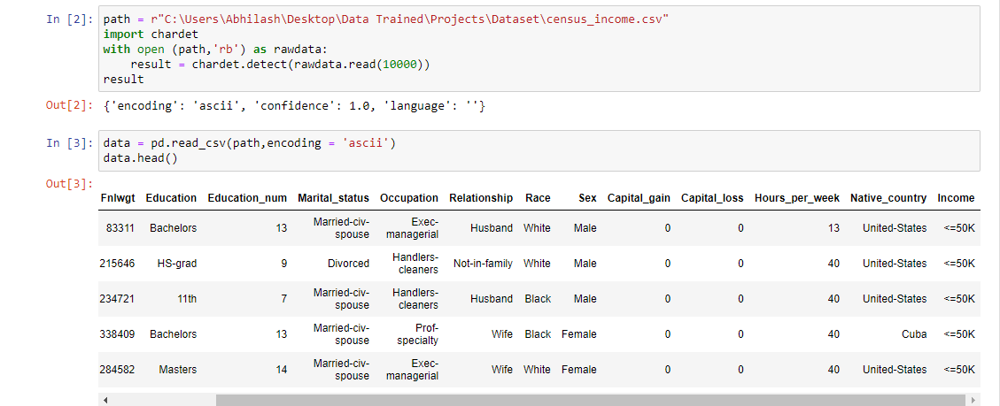 In [2]: path = r"C:\Users\Abhilash\Desktop\Data Trained\Projects\Dataset\census_income.csv"
import chardet
with open (path,'rb') as rawdata:
    result = chardet.detect(rawdata.read(10000))
result
Out[2]: {'encoding': 'ascii', 'confidence': 1.0, 'language': ''}
In [3]: data = pd.read_csv(path,encoding = 'ascii')
data.head()
Out[3]:
Fnlwgt Education Education_num Marital_status Occupation Relationship Race Sex Capital_gain Capital_loss Hours_per_week Native_country Income
83311 Bachelors 13 Married-civ-spouse Exec-managerial Husband White Male 0 0 13 United-States <=50K
215646 HS-grad 9 Divorced Handlers-cleaners Not-in-family White Male 0 0 40 United-States <=50K
234721 11th 7 Married-civ-spouse Handlers-cleaners Husband Black Male 0 0 40 United-States <=50K
338409 Bachelors 13 Married-civ-spouse Prof-specialty Wife Black Female 0 0 40 Cuba <=50K
284582 Masters 14 Married-civ-spouse Exec-managerial Wife White Female 0 0 40 United-States <=50K